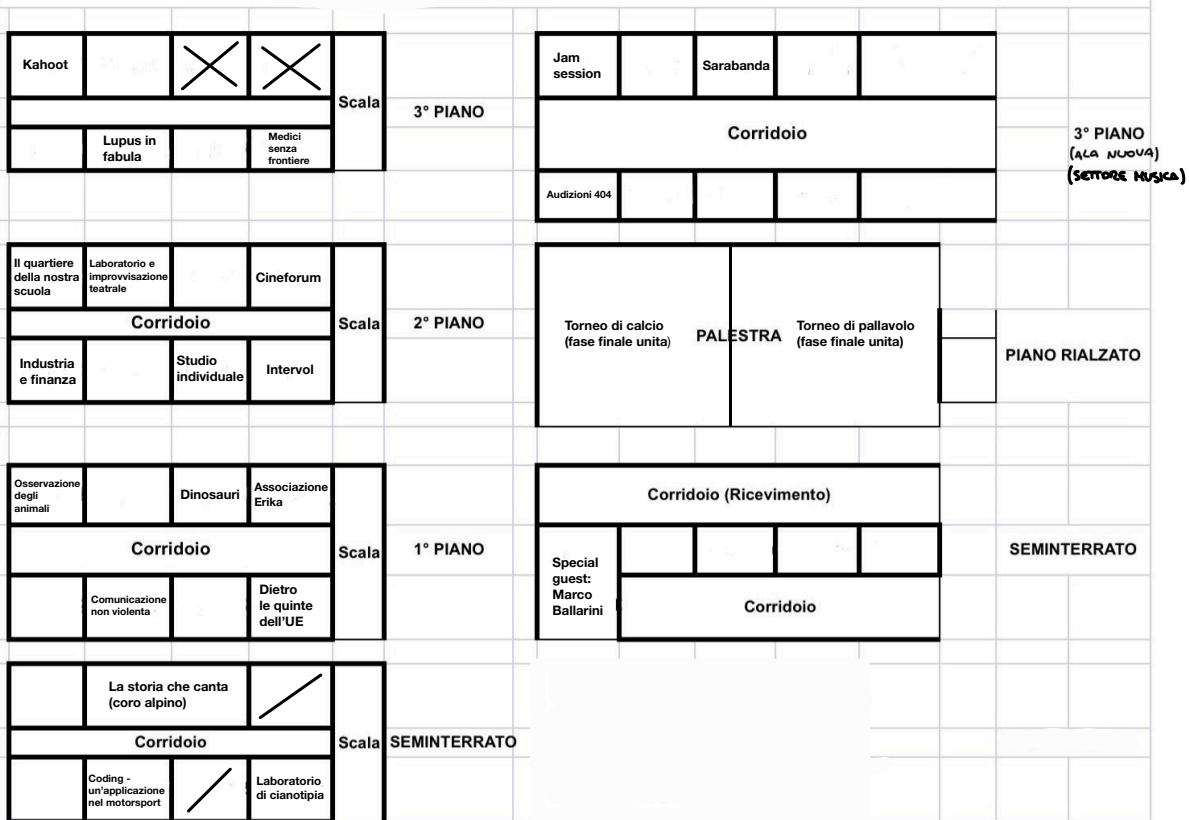 Kahoot
Scala
3° PIANO
Lupus in
fabula
Medici
senza
frontiere
Jam
session
Sarabanda
Corridoio
Audizioni 404
3° PIANO
(ALA NUOVA)
(SETTORE MUSICA)
Il quartiere
della nostra
scuola
Laboratorio e
improvvisazione
teatrale
Cineforum
Corridoio
Scala
2° PIANO
Industria
e finanza
Studio
individuale
Intervol
Torneo di calcio
(fase finale unita)
PALESTRA
Torneo di pallavolo
(fase finale unita)
PIANO RIALZATO
Osservazione
degli
animali
Dinosauri
Associazione
Erika
Corridoio
Scala
1° PIANO
Comunicazione
non violenta
Dietro
le quinte
dell'UE
Corridoio (Ricevimento)
Special
guest:
Marco
Ballarini
Corridoio
SEMINTERRATO
La storia che canta
(coro alpino)
Corridoio
Scala
SEMINTERRATO
Coding -
un'applicazione
nel motorsport
Laboratorio
di cianotipia